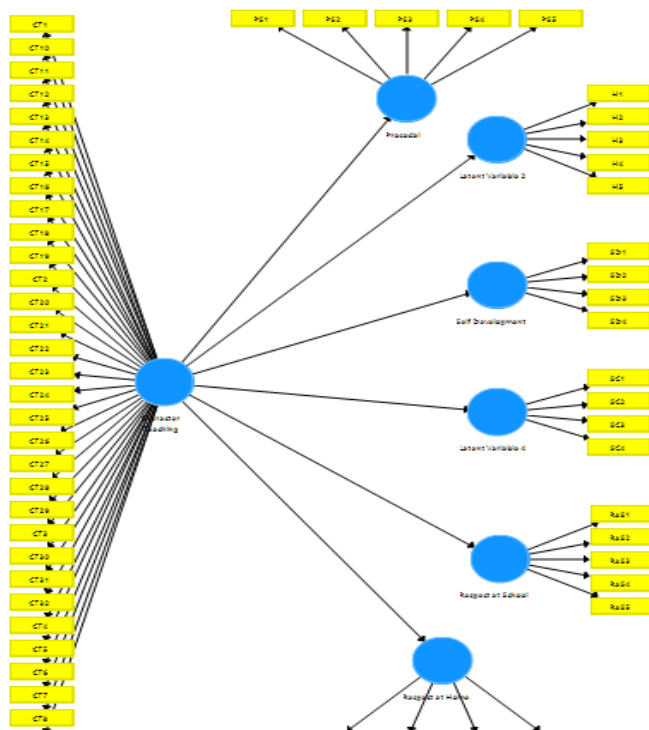 CT1
CT10
CT11
CT12
CT13
CT14
CT15
CT16
CT17
CT18
CT19
CT2
CT20
CT21
CT22
CT23
CT24
CT25
CT26
CT27
CT28
CT29
CT3
CT30
CT31
CT32
CT4
CT5
CT6
CT7
CT8
PS1
PS2
PS3
PS4
PS5
H1
H2
H3
H4
H5
Latent Variable 2
SD1
SD2
SD3
SD4
Self Development
SC1
SC2
SC3
SC4
Latent Variable 4
RaS1
RaS2
RaS3
RaS4
RaS5
Respect at School
Respect at Home